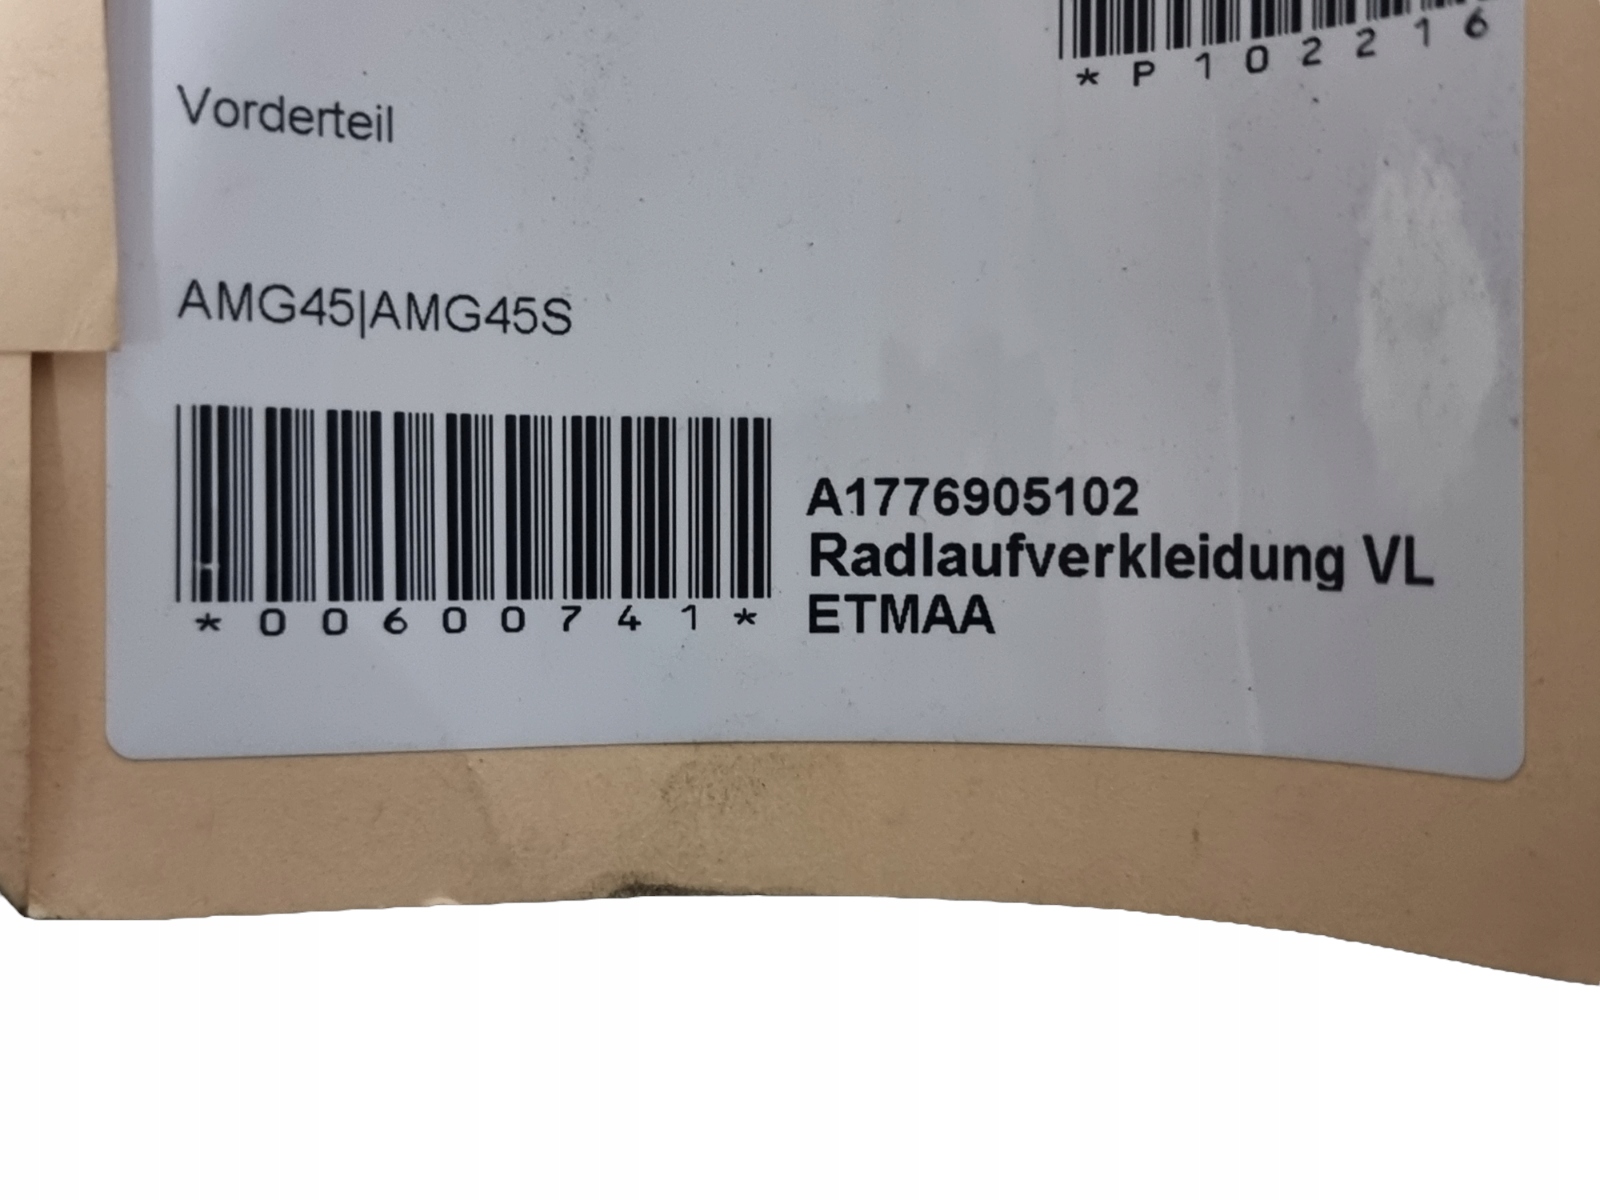 *P102216
Vorderteil
AMG45|AMG45S
*00600741*
A1776905102
Radlaufverkleidung VL
ETMAA